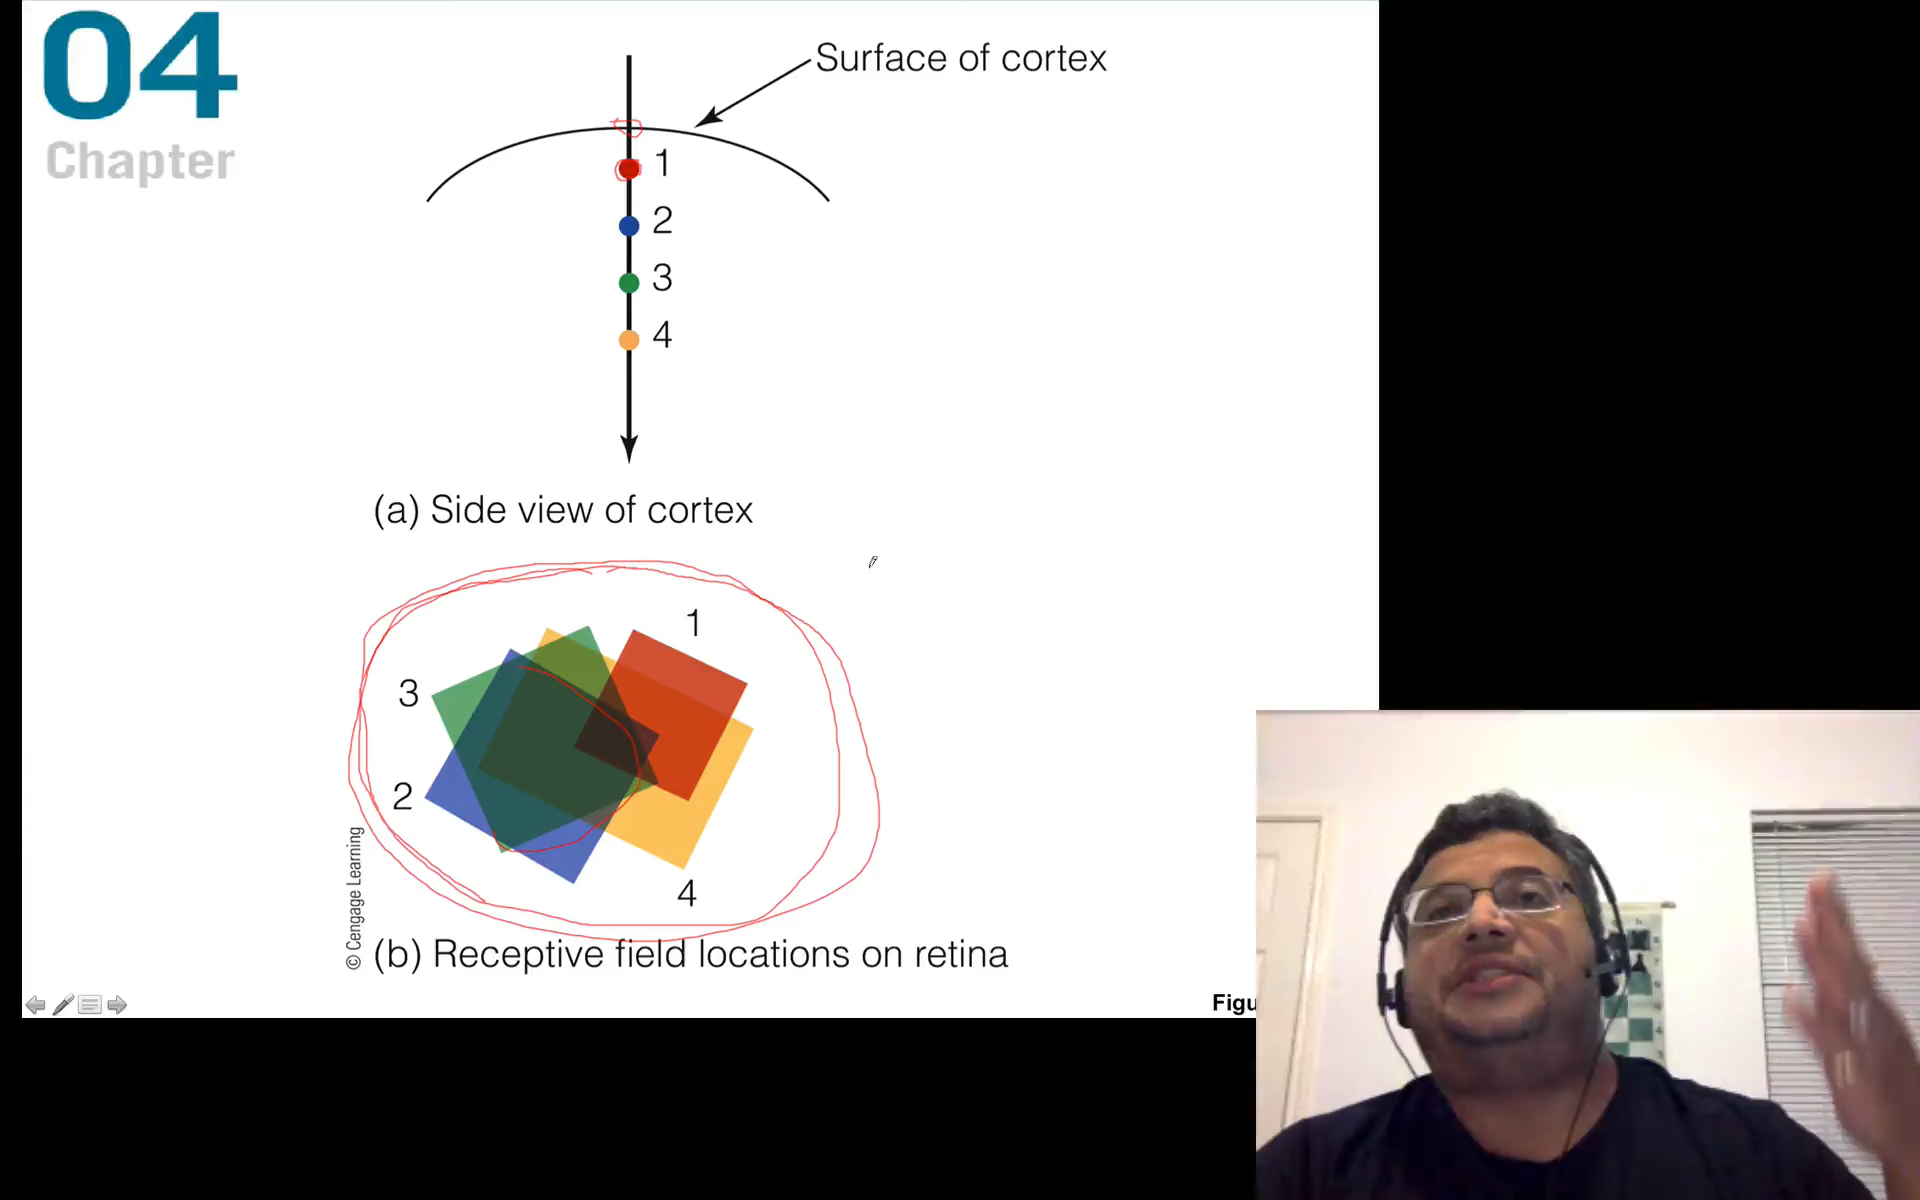 04
Chapter
Surface of cortex
1
2
3
4
(a) Side view of cortex
1
3
2
4
© Cengage Learning
(b) Receptive field locations on retina
Figu